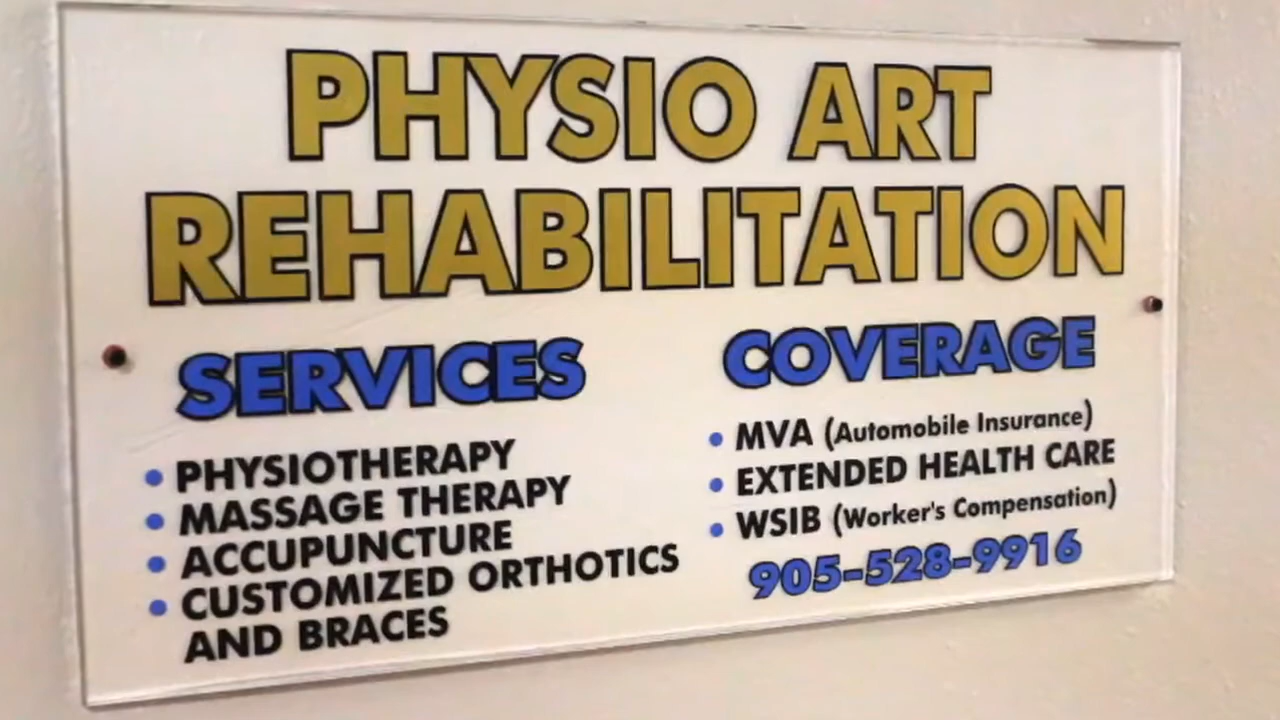 PHYSIO ART
REHABILITATION
SERVICES
• PHYSIOTHERAPY
• MASSAGE THERAPY
• ACCUPUNCTURE
• CUSTOMIZED ORTHOTICS
AND BRACES
COVERAGE
• MVA (Automobile Insurance)
• EXTENDED HEALTH CARE
• WSIB (Worker's Compensation)
905-528-9916